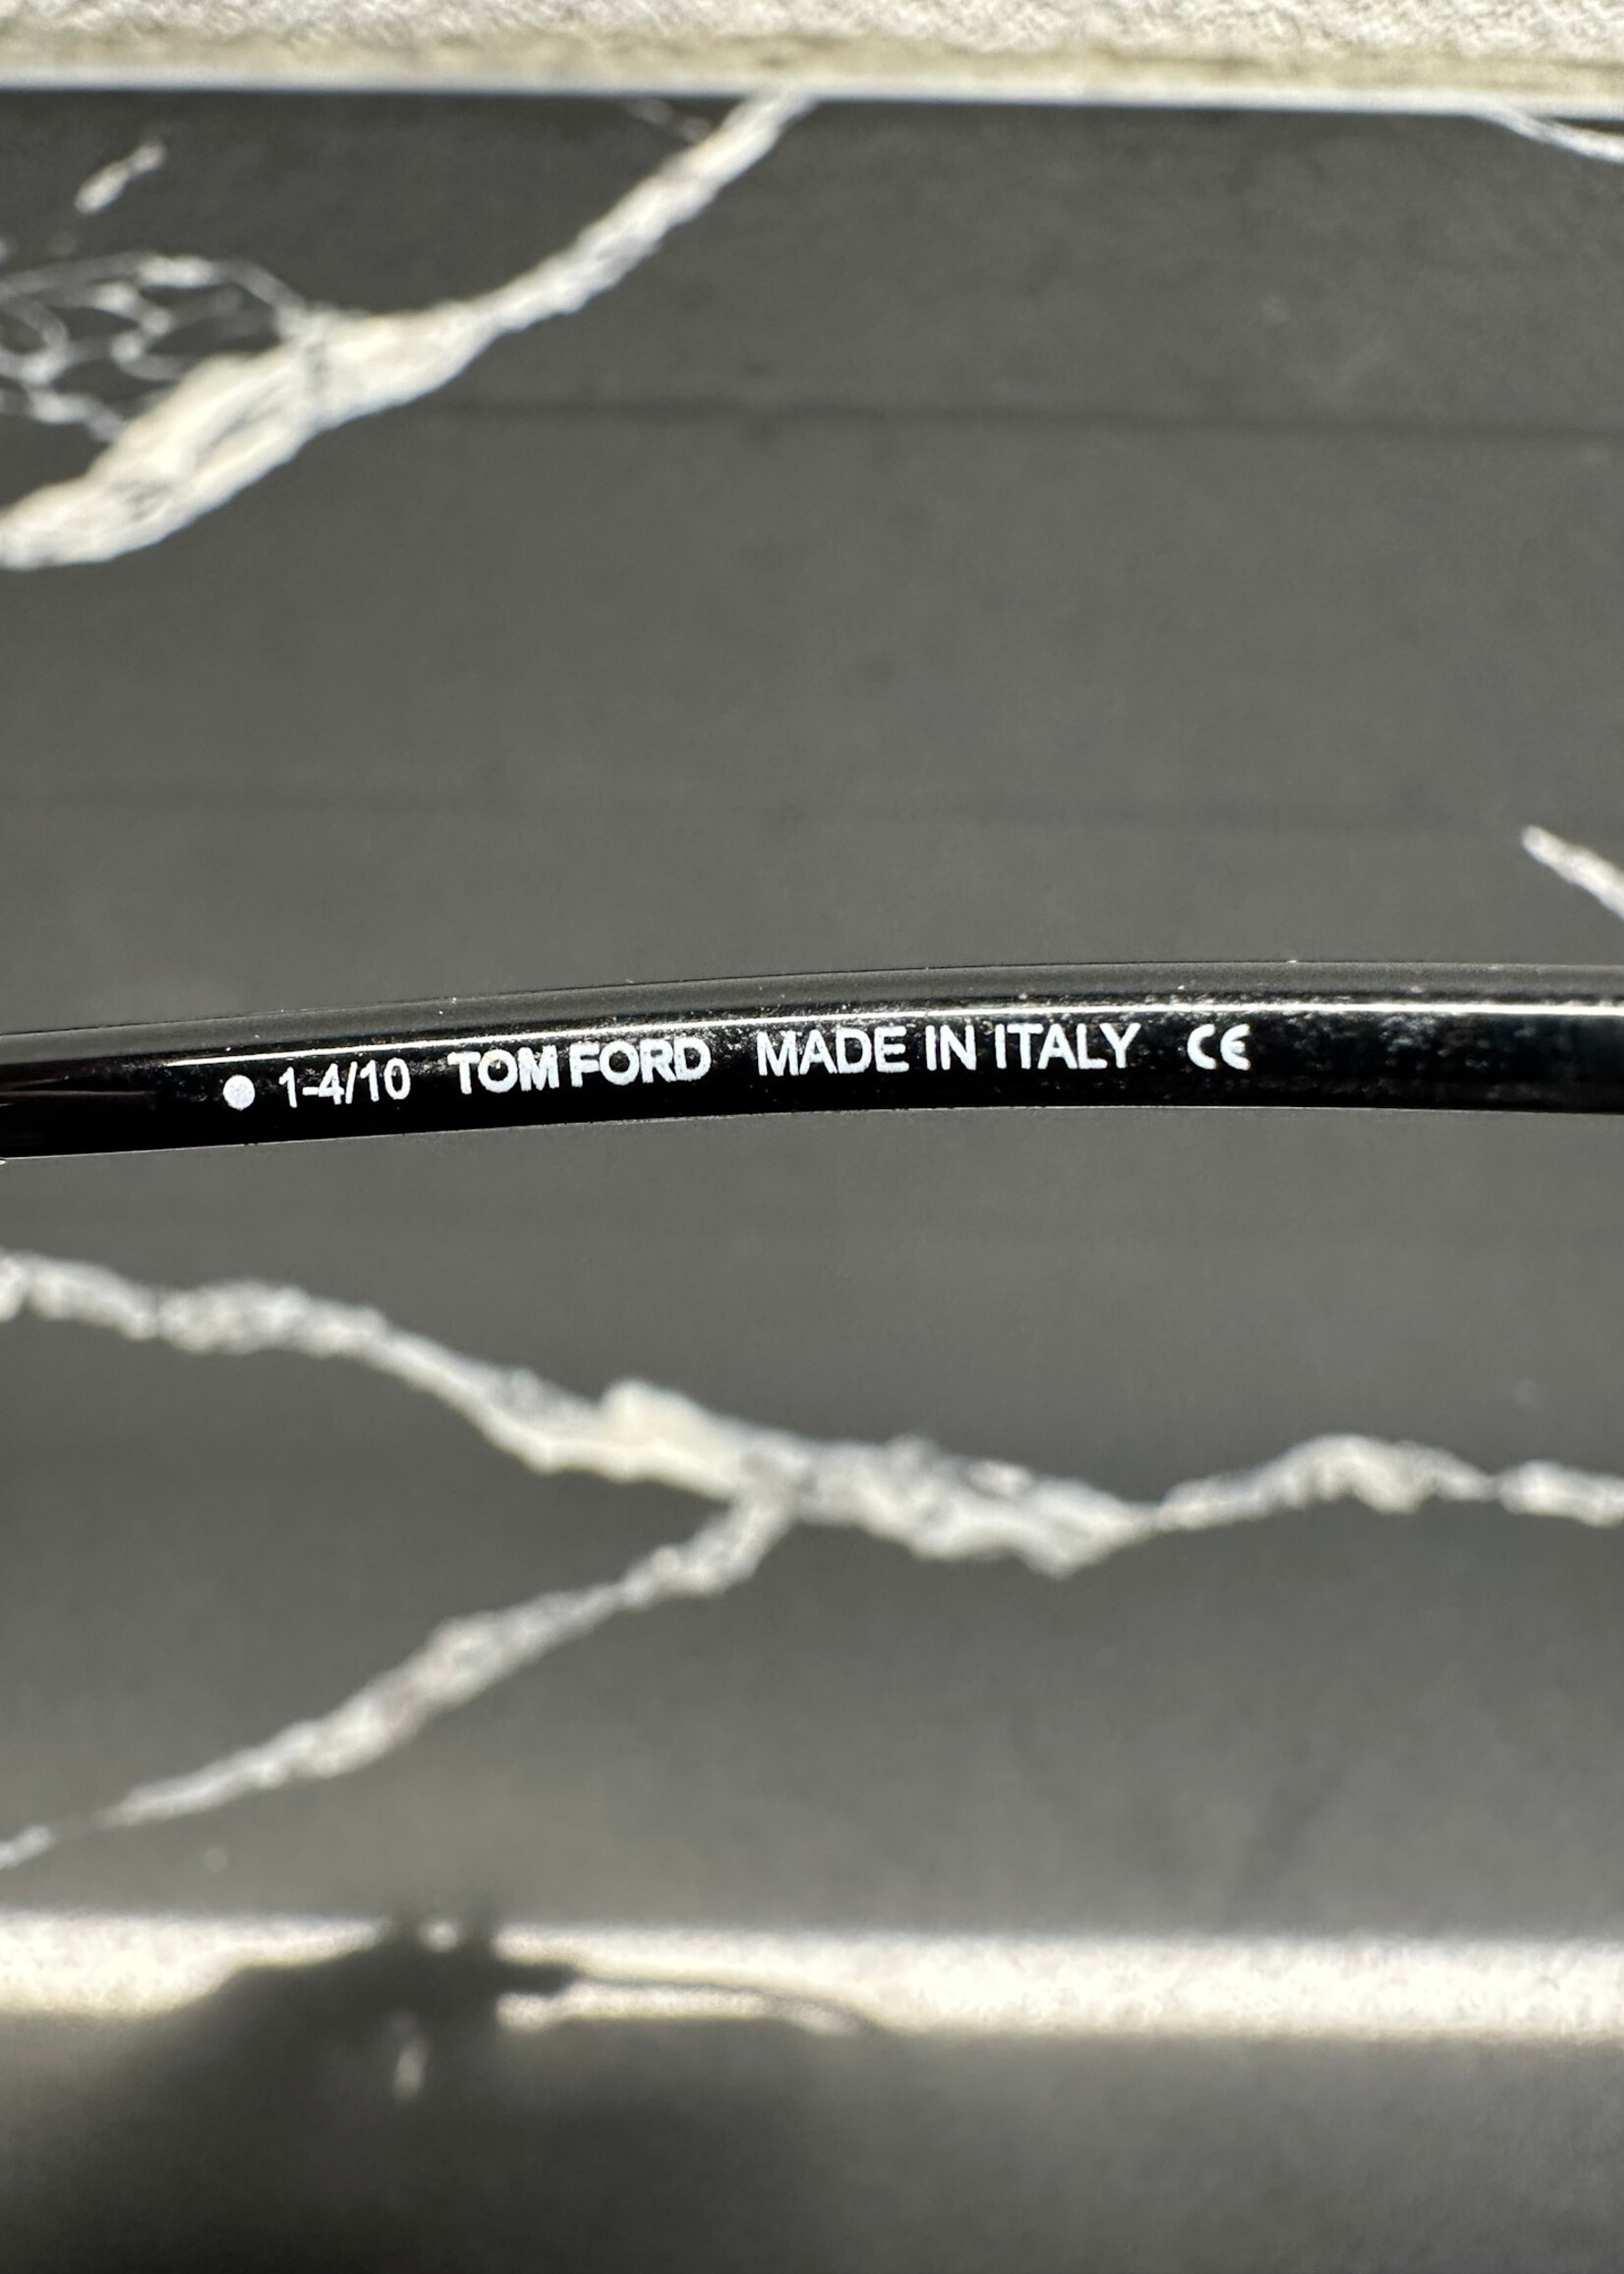 ● 1-4/10 TOM FORD MADE IN ITALY CE